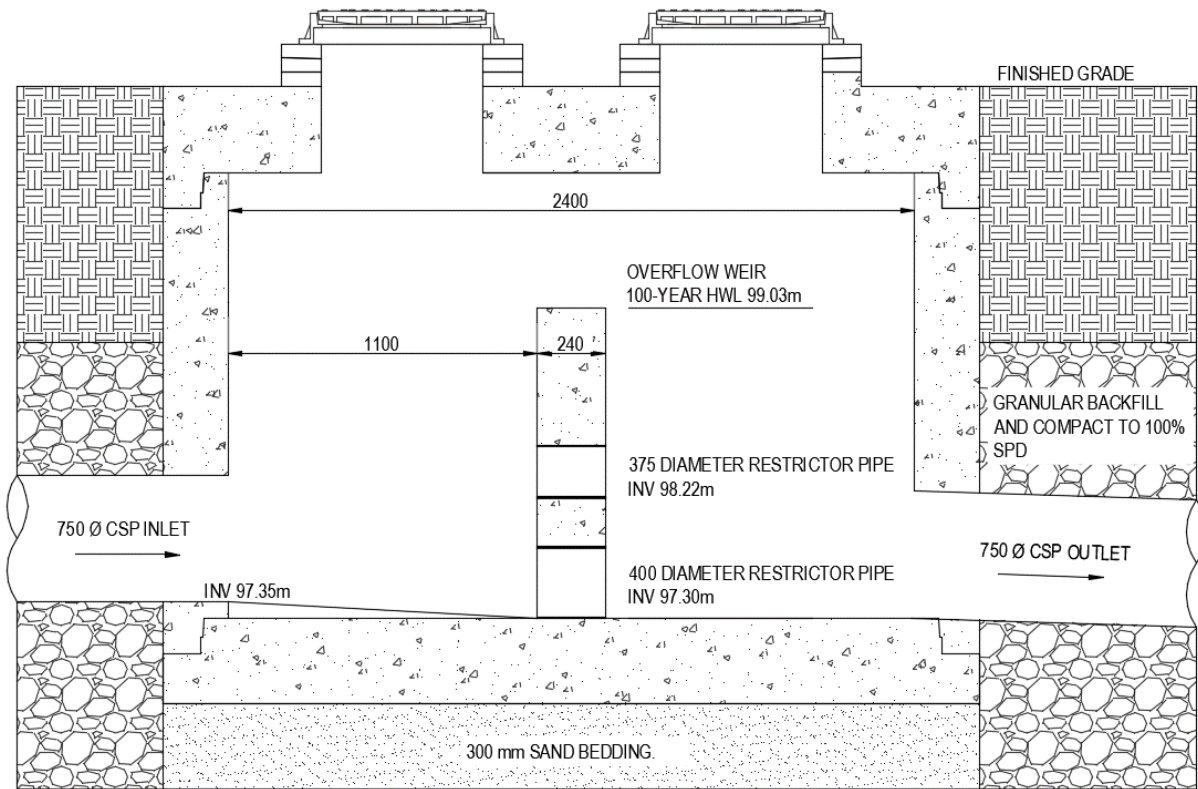 FINISHED GRADE
2400
OVERFLOW WEIR
100-YEAR HWL 99.03m
1100
240
GRANULAR BACKFILL
AND COMPACT TO 100%
SPD
375 DIAMETER RESTRICTOR PIPE
INV 98.22m
750 Ø CSP INLET
750 Ø CSP OUTLET
400 DIAMETER RESTRICTOR PIPE
INV 97.30m
INV 97.35m
300 mm SAND BEDDING.